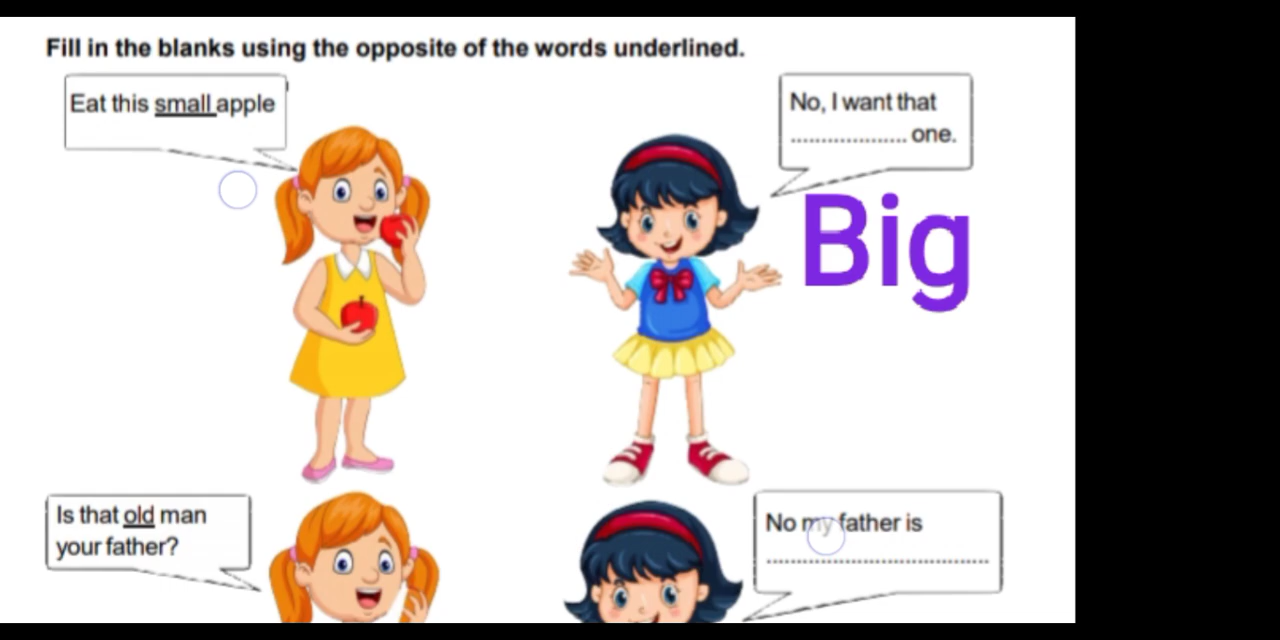 Fill in the blanks using the opposite of the words underlined.
Eat this small apple
No, I want that
................... one.
Big
Is that old man
your father?
No my father is
.....................................